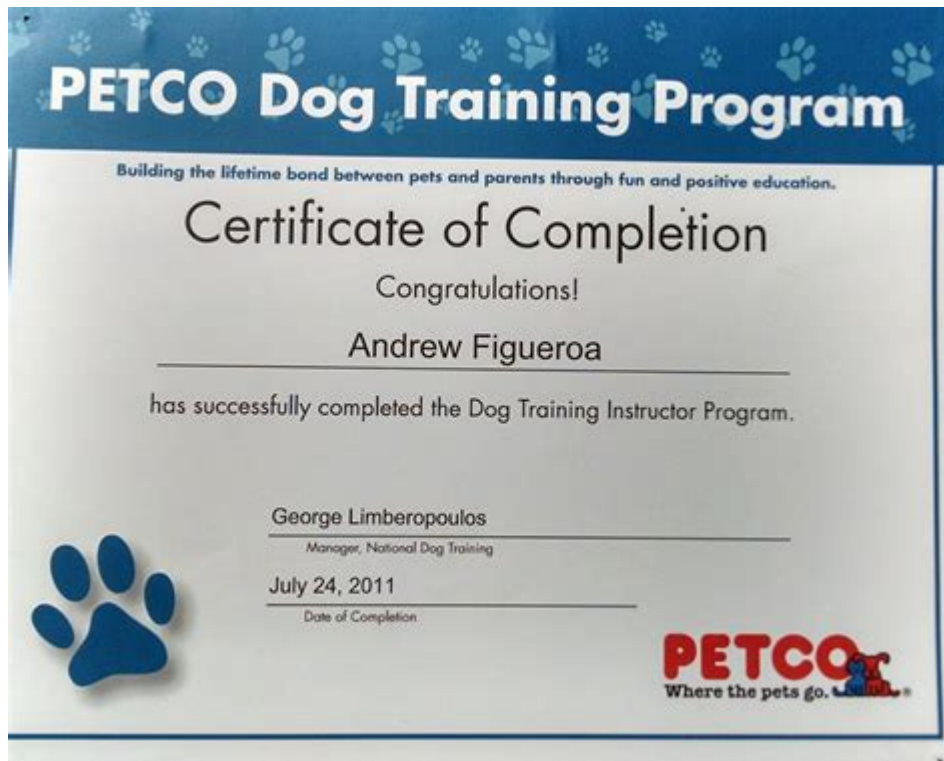 PETCO Dog Training Program
Building the lifetime bond between pets and parents through fun and positive education.
Certificate of Completion
Congratulations!
Andrew Figueroa
has successfully completed the Dog Training Instructor Program.
George Limberopoulos
Manager, National Dog Training
July 24, 2011
Date of Completion
PETCO
Where the pets go.